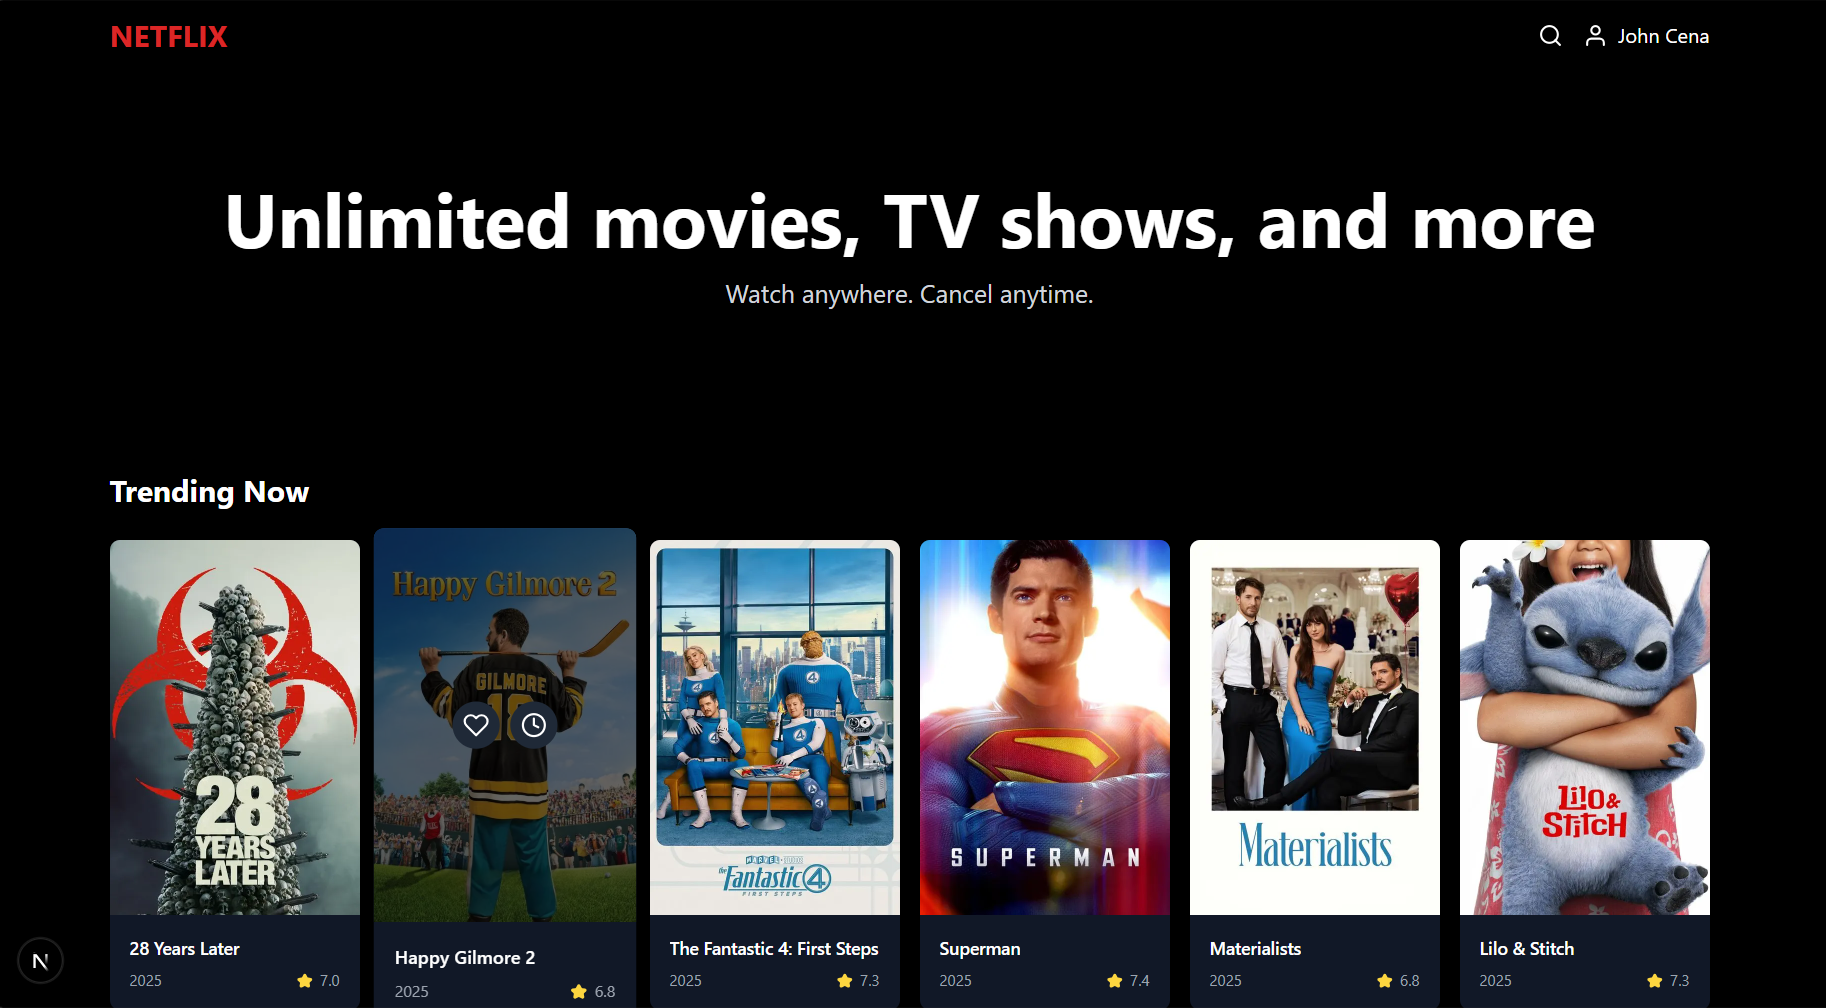 NETFLIX
John Cena
Unlimited movies, TV shows, and more
Watch anywhere. Cancel anytime.
Trending Now
28
YEARS
LATER
28 Years Later
2025
7.0
Happy Gilmore 2
GILMORE
Happy Gilmore 2
2025
6.8
the
Fantastic 4
FIRST STEPS
The Fantastic 4: First Steps
2025
7.3
SUPERMAN
Superman
2025
7.4
Materialists
Materialists
2025
6.8
Lilo &
Stitch
Lilo & Stitch
2025
7.3
N